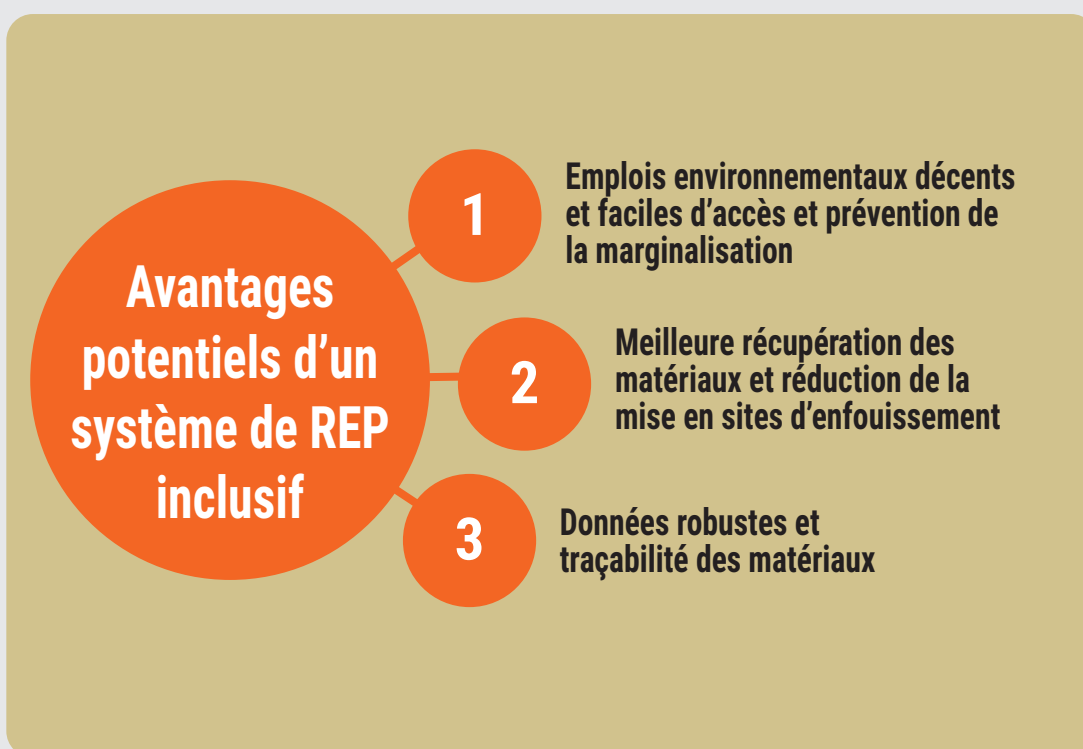 Avantages
potentiels d'un
système de REP
inclusif
1
Emplois environnementaux décents
et faciles d'accès et prévention de
la marginalisation
2
Meilleure récupération des
matériaux et réduction de la
mise en sites d'enfouissement
3
Données robustes et
traçabilité des matériaux